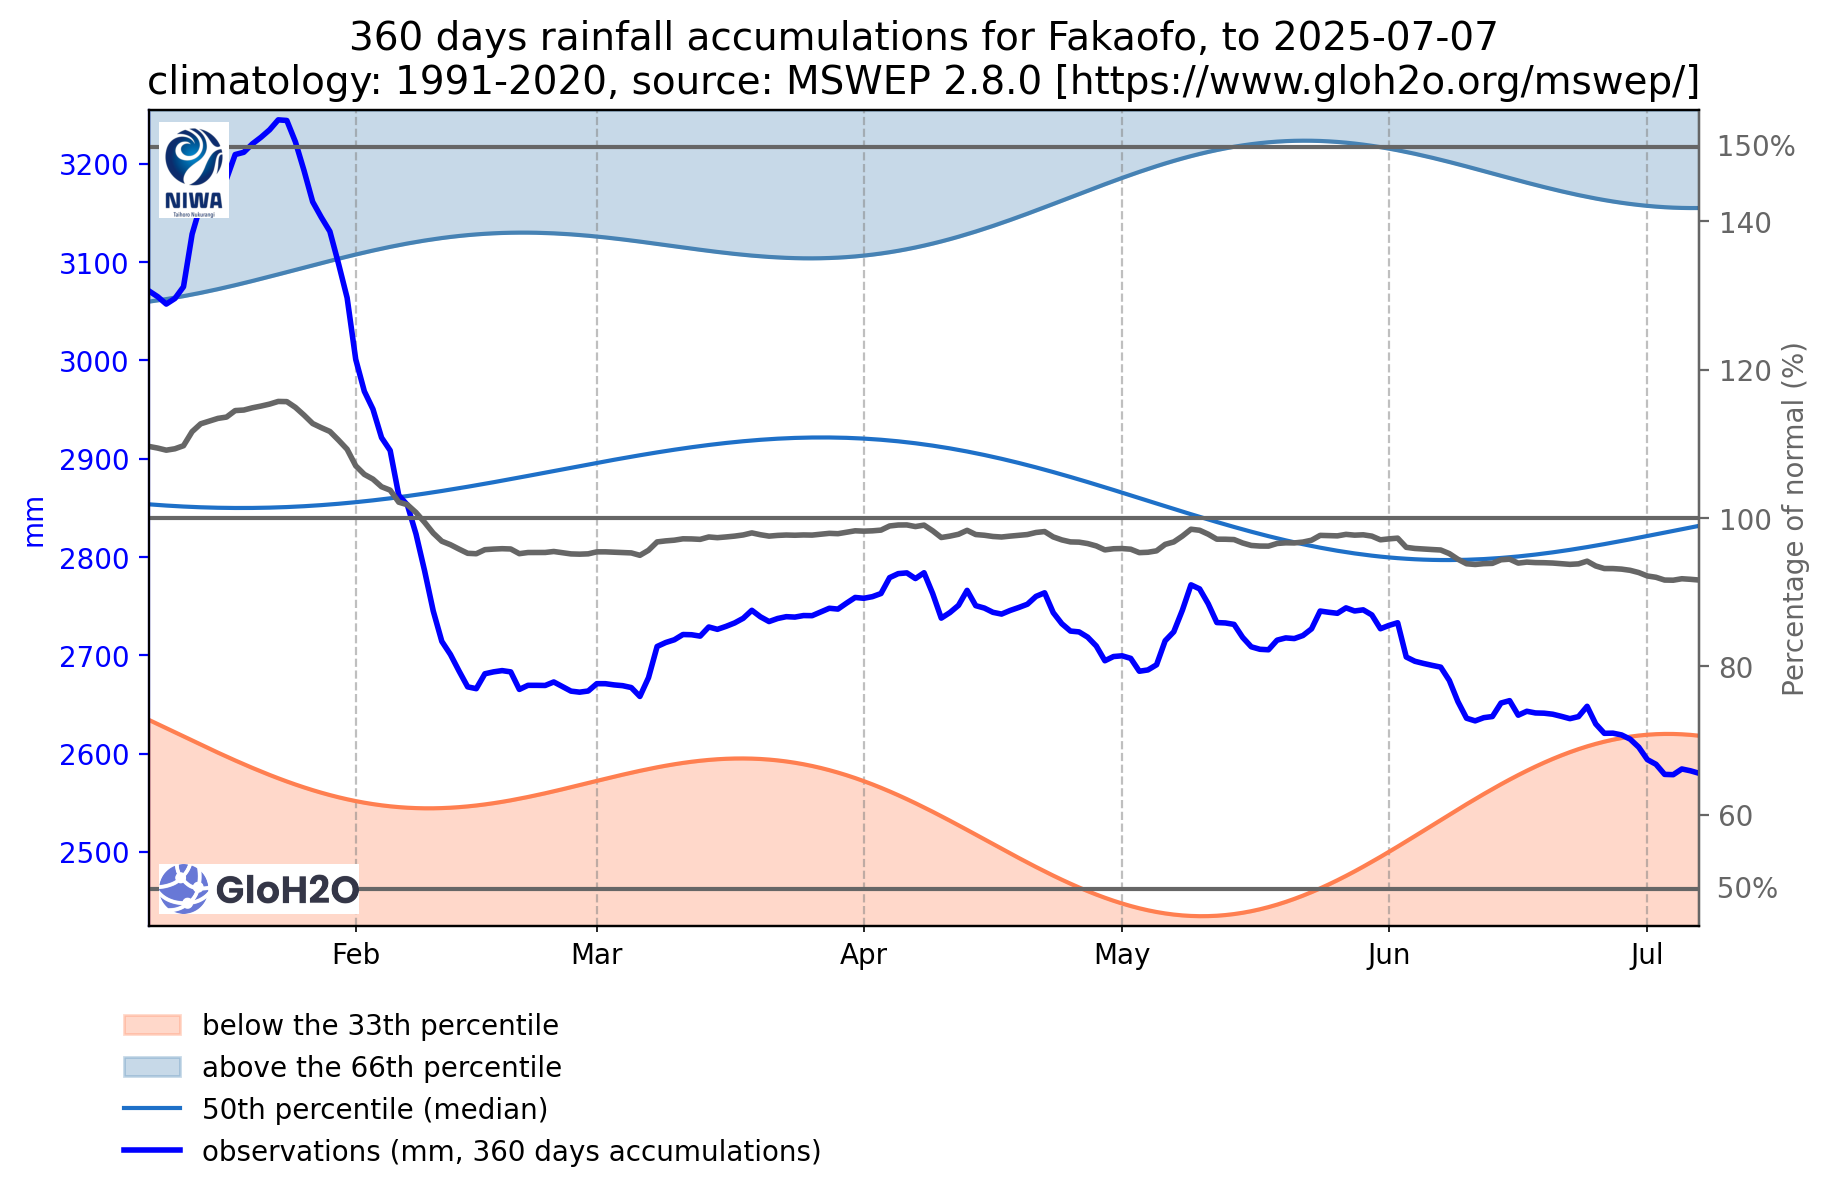 360 days rainfall accumulations for Fakaofo, to 2025-07-07
climatology: 1991-2020, source: MSWEP 2.8.0 [https://www.gloh2o.org/mswep/]
NIWA
Taihoro Nukurangi
3200
3100
3000
2900
2800
2700
2600
2500
mm
150%
140
120
100
80
60
50%
Percentage of normal (%)
GloH2O
Feb Mar Apr May Jun Jul
below the 33th percentile
above the 66th percentile
50th percentile (median)
observations (mm, 360 days accumulations)